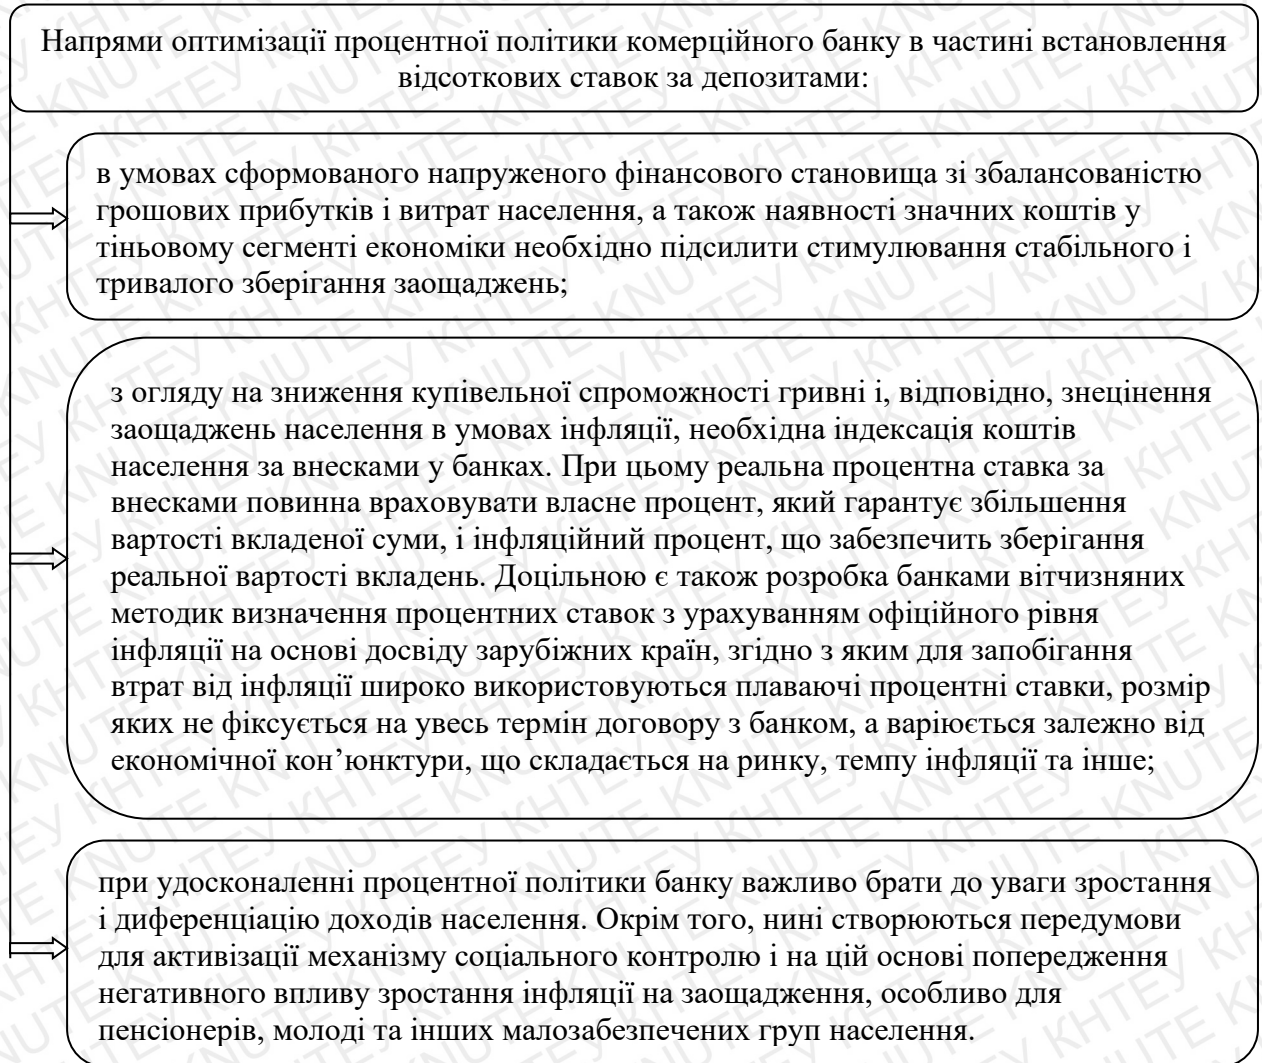 Напрями оптимізації процентної політики комерційного банку в частині встановлення
відсоткових ставок за депозитами:
в умовах сформованого напруженого фінансового становища зі збалансованістю
грошових прибутків і витрат населення, а також наявності значних коштів у
тіньовому сегменті економіки необхідно підсилити стимулювання стабільного і
тривалого зберігання заощаджень;
з огляду на зниження купівельної спроможності гривні і, відповідно, знецінення
заощаджень населення в умовах інфляції, необхідна індексація коштів
населення за внесками у банках. При цьому реальна процентна ставка за
внесками повинна враховувати власне процент, який гарантує збільшення
вартості вкладеної суми, і інфляційний процент, що забезпечить зберігання
реальної вартості вкладень. Доцільною є також розробка банками вітчизняних
методик визначення процентних ставок з урахуванням офіційного рівня
інфляції на основі досвіду зарубіжних країн, згідно з яким для запобігання
втрат від інфляції широко використовуються плаваючі процентні ставки, розмір
яких не фіксується на увесь термін договору з банком, а варіюється залежно від
економічної кон’юнктури, що складається на ринку, темпу інфляції та інше;
при удосконаленні процентної політики банку важливо брати до уваги зростання
і диференціацію доходів населення. Окрім того, нині створюються передумови
для активізації механізму соціального контролю і на цій основі попередження
негативного впливу зростання інфляції на заощадження, особливо для
пенсіонерів, молоді та інших малозабезпечених груп населення.